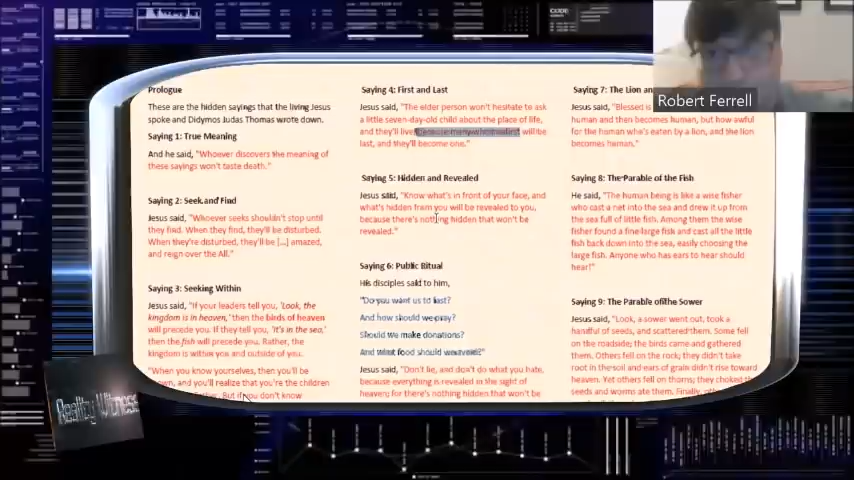 Robert Ferrell
Prologue
These are the hidden sayings that the living Jesus
spoke and Didymos Judas Thomas wrote down.
Saying 1: True Meaning
And he said, "Whoever discovers the meaning of
these sayings won't taste death."
Saying 2: Seek and Find
Jesus said, "Whoever seeks shouldn't stop until
they find. When they find, they'll be disturbed.
When they're disturbed, they'll be [...] amazed,
and reign over the All."
Saying 3: Seeking Within
Jesus said, "If your leaders tell you, 'Look, the
kingdom is in heaven,' then the birds of heaven
will precede you. If they tell you, 'It's in the sea,'
then the fish will precede you. Rather, the
kingdom is within you and outside of you.
"When you know yourselves, then you'll be
and you'll realize that you're the children
But if you don't know
Saying 4: First and Last
Jesus said, "The elder person won't hesitate to ask
a little seven-day-old child about the place of life,
and they'll live, will be
last, and they'll become one."
Saying 5: Hidden and Revealed
Jesus said, "Know what's in front of your face, and
what's hidden from you will be revealed to you,
because there's nothing hidden that won't be
revealed."
Saying 6: Public Ritual
His disciples said to him,
"Do you want us to fast?
And how should we pray?
Should we make donations?
And what food should we avoid?"
Jesus said, "Don't lie, and don't do what you hate,
because everything is revealed in the sight of
heaven; for there's nothing hidden that won't be
Saying 7: The Lion an
Jesus said, "Blessed is
human and then becomes human, but how awful
for the human who's eaten by a lion, and the lion
becomes human."
Saying 8: The Parable of the Fish
He said, "The human being is like a wise fisher
who cast a net into the sea and drew it up from
the sea full of little fish. Among them the wise
fisher found a fine large fish and cast all the little
fish back down into the sea, easily choosing the
large fish. Anyone who has ears to hear should
hear!"
Saying 9: The Parable of the Sower
Jesus said, "Look, a sower went out, took a
handful of seeds, and scattered them. Some fell
on the roadside; the birds came and gathered
them. Others fell on the rock; they didn't take
root in the soil and ears of grain didn't rise toward
heaven. Yet others fell on thorns; they choked the
seeds and worms ate them. Finally,
Reality Witness